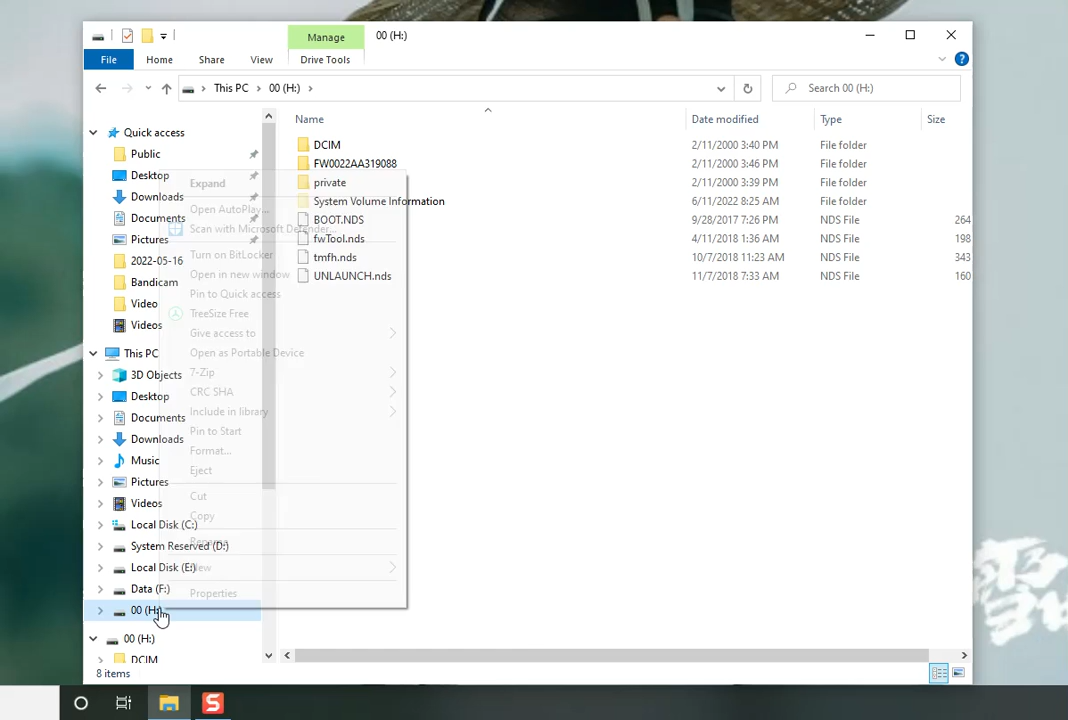 Manage
00 (H:)
File
Home
Share
View
Drive Tools
This PC
00 (H:)
Search 00 (H:)
Name
Date modified
Type
Size
Quick access
Public
Desktop
Downloads
Documents
Pictures
2022-05-16
Bandicam
Video
Videos
This PC
3D Objects
Desktop
Documents
Downloads
Music
Pictures
Videos
Local Disk (C:)
System Reserved (D:)
Local Disk (E:)
Data (F:)
00 (H:)
00 (H:)
DCIM
Expand
Open AutoPlay...
Scan with Microsoft Defender...
Turn on BitLocker
Open in new window
Pin to Quick access
TreeSize Free
Give access to
Open as Portable Device
7-Zip
CRC SHA
Include in library
Pin to Start
Format...
Eject
Cut
Copy
Rename
New
Properties
DCIM 2/11/2000 3:40 PM File folder
FW0022AA319088 2/11/2000 3:46 PM File folder
private 2/11/2000 3:39 PM File folder
System Volume Information 6/11/2022 8:25 AM File folder
BOOT.NDS 9/28/2017 7:26 PM NDS File 264
fwTool.nds 4/11/2018 1:36 AM NDS File 198
tmfh.nds 10/7/2018 11:23 AM NDS File 343
UNLAUNCH.nds 11/7/2018 7:33 AM NDS File 160
8 items